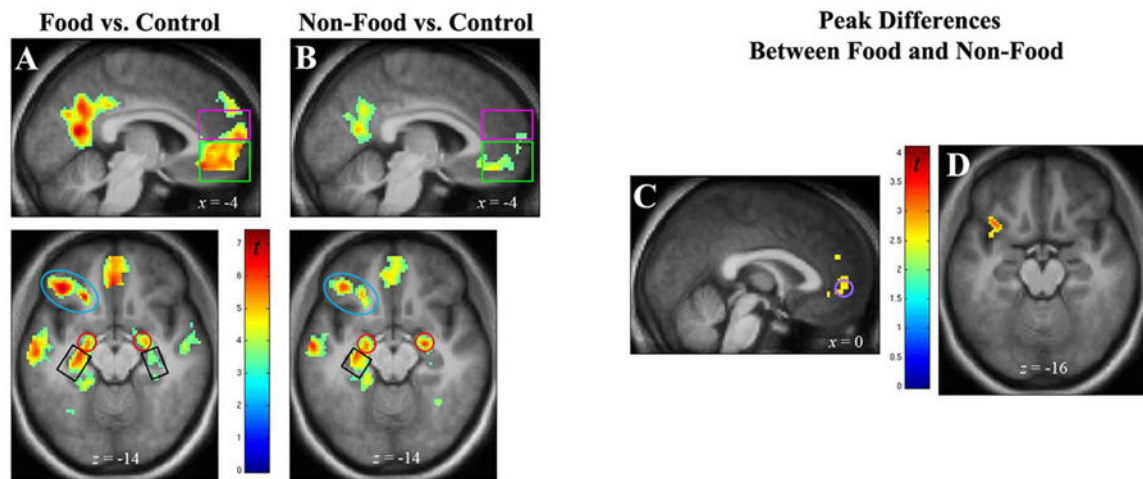 Food vs. Control
Non-Food vs. Control
Peak Differences
Between Food and Non-Food
A
x = -4
B
x = -4
z = -14
7
6
5
4
3
2
1
0
t
z = -14
C
x = 0
4
3.5
3
2.5
2
1.5
1
0.5
0
t
D
z = -16